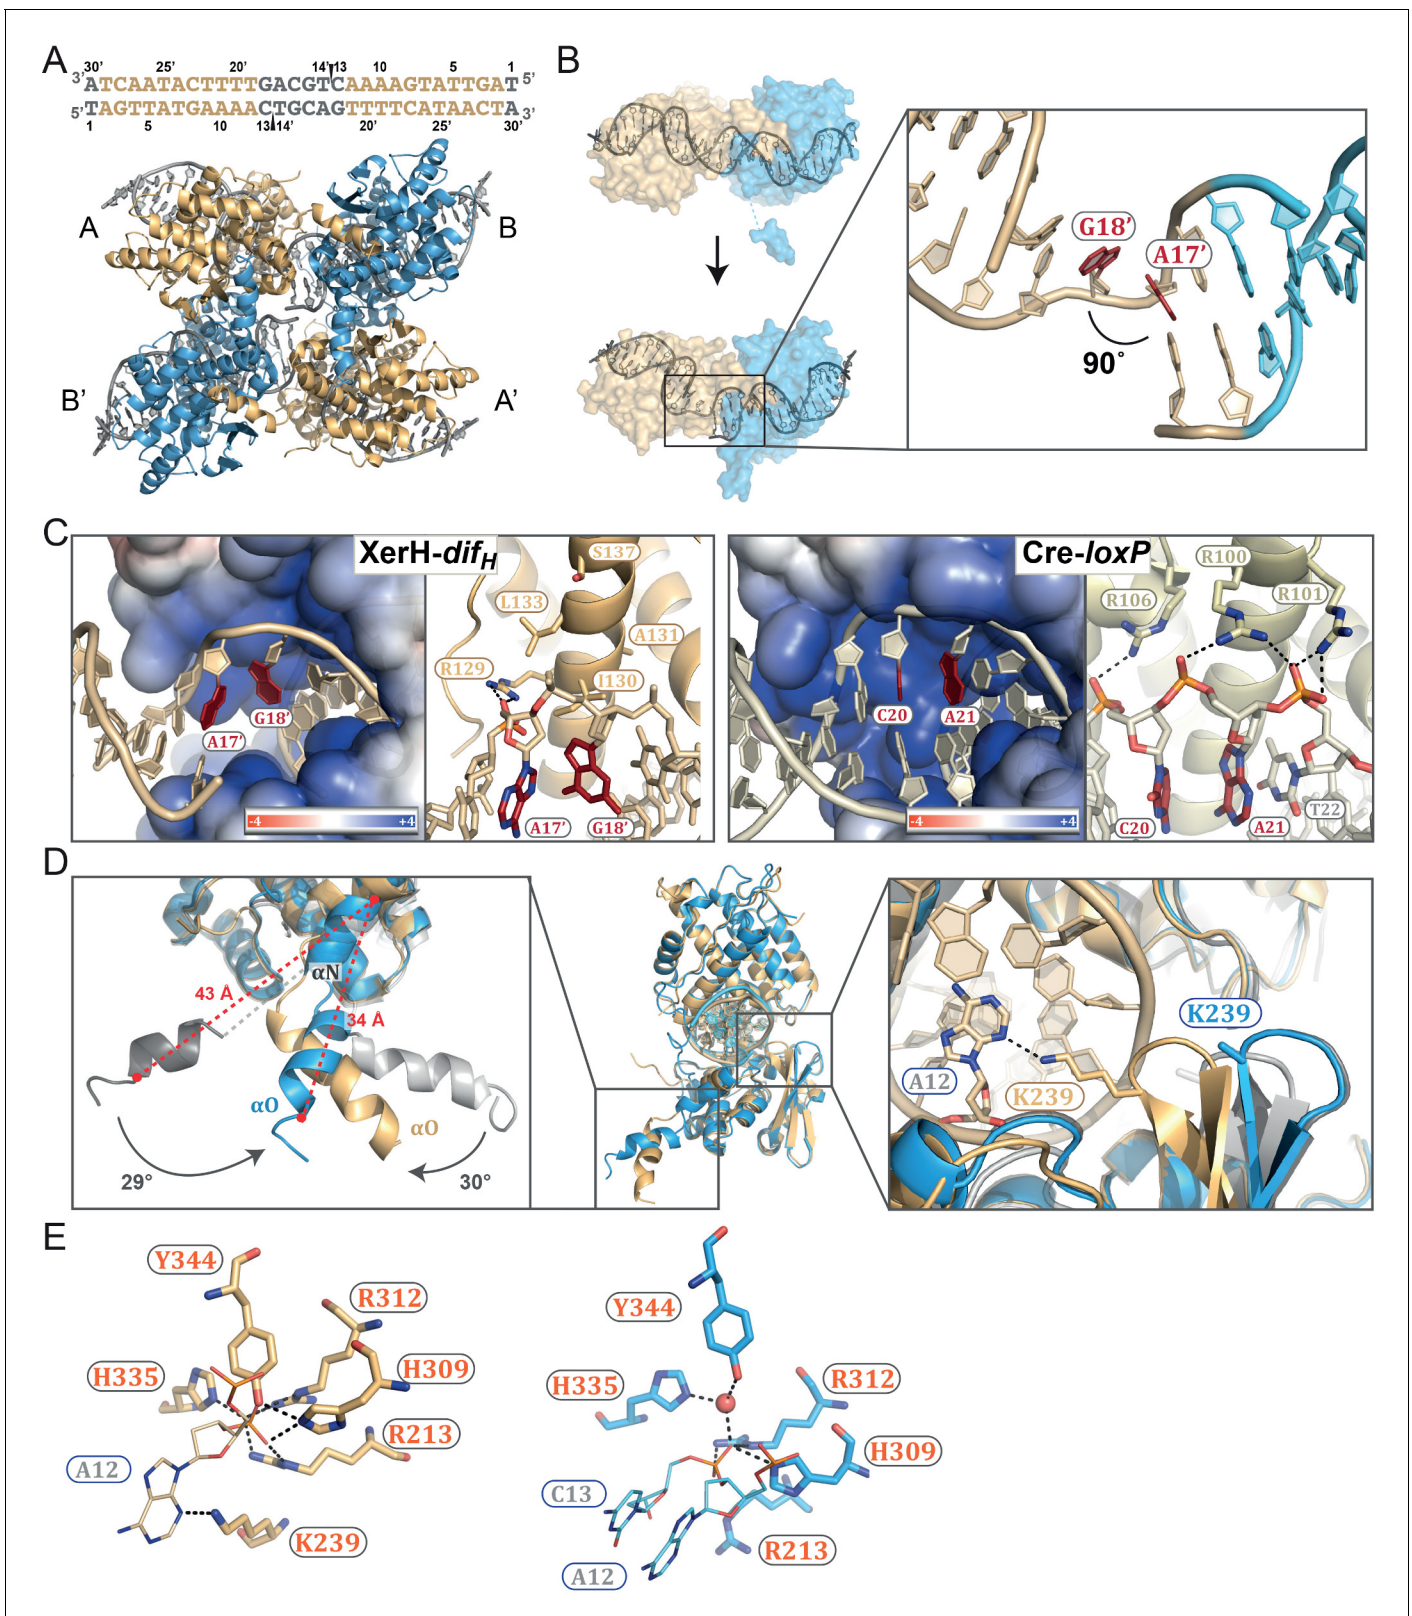 A
30' 25' 20' 14' 13 10 5 1
3' ATCAATACTTTTGACGTCAAAAGTATTGAT 5'
5' TAGTTATGAAAACTGCAGTTTTCATAACTA 3'
1 5 10 13 14' 20' 25' 30'
A
B
B'
A'
B
G18'
A17'
90°
C
XerH-difH
A17'
G18'
-4 +4
S137
L133
A131
R129
I130
A17'
G18'
Cre-loxP
C20
A21
-4 +4
R100
R106
R101
T22
C20
A21
D
αN
43 Å
34 Å
αO
αO
29°
30°
K239
A12
K239
E
Y344
R312
H335
H309
R213
A12
K239
Y344
H335
R312
H309
C13
R213
A12